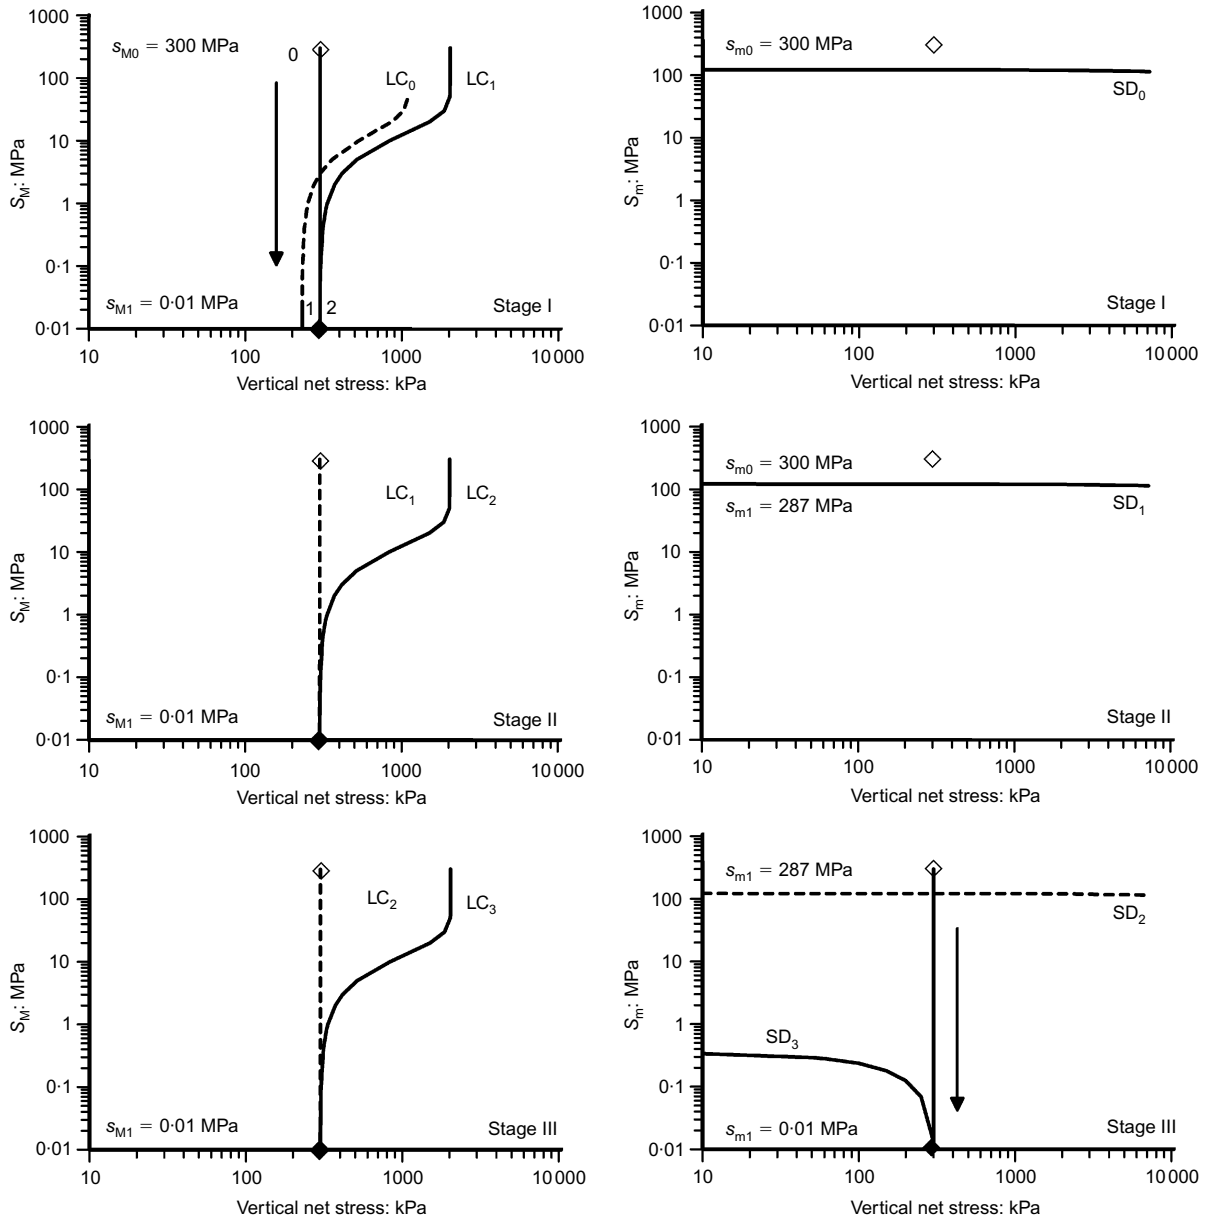 1000
100
10
1
0·1
0·01
S_M: MPa
s_M0 = 300 MPa
0
LC_0
LC_1
s_M1 = 0·01 MPa
1
2
Stage I
10
100
1000
10 000
Vertical net stress: kPa
1000
100
10
1
0·1
0·01
S_m: MPa
s_m0 = 300 MPa
SD_0
Stage I
10
100
1000
10 000
Vertical net stress: kPa
1000
100
10
1
0·1
0·01
S_M: MPa
LC_1
LC_2
s_M1 = 0·01 MPa
Stage II
10
100
1000
10 000
Vertical net stress: kPa
1000
100
10
1
0·1
0·01
S_m: MPa
s_m0 = 300 MPa
s_m1 = 287 MPa
SD_1
Stage II
10
100
1000
10 000
Vertical net stress: kPa
1000
100
10
1
0·1
0·01
S_M: MPa
LC_2
LC_3
s_M1 = 0·01 MPa
Stage III
10
100
1000
10 000
Vertical net stress: kPa
1000
100
10
1
0·1
0·01
S_m: MPa
s_m1 = 287 MPa
SD_2
SD_3
s_m1 = 0·01 MPa
Stage III
10
100
1000
10 000
Vertical net stress: kPa